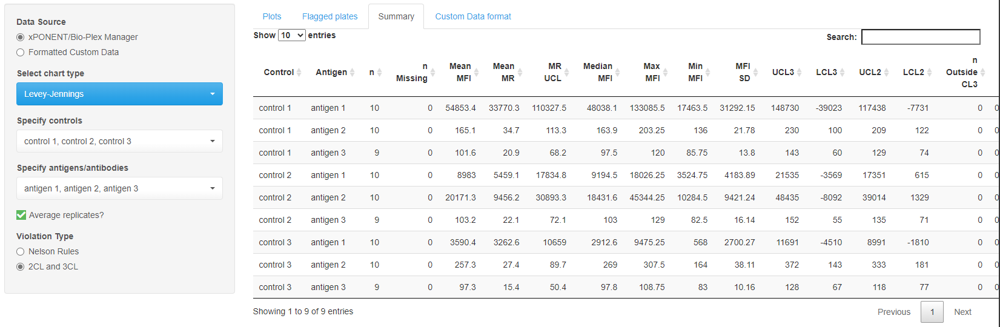 Data Source
xPONENT/Bio-Plex Manager
Formatted Custom Data
Select chart type
Levey-Jennings
Specify controls
control 1, control 2, control 3
Specify antigens/antibodies
antigen 1, antigen 2, antigen 3
Average replicates?
Violation Type
Nelson Rules
2CL and 3CL
Plots Flagged plates Summary Custom Data format
Show 10 entries Search:
Control Antigen n n Missing Mean MFI Mean MR MR UCL Median MFI Max MFI Min MFI MFI SD UCL3 LCL3 UCL2 LCL2 n Outside CL3
control 1 antigen 1 10 0 54853.4 33770.3 110327.5 48038.1 133085.5 17463.5 31292.15 148730 -39023 117438 -7731 0 0
control 1 antigen 2 10 0 165.1 34.7 113.3 163.9 203.25 136 21.78 230 100 209 122 0 0
control 1 antigen 3 9 0 101.6 20.9 68.2 97.5 120 85.75 13.8 143 60 129 74 0 0
control 2 antigen 1 10 0 8983 5459.1 17834.8 9194.5 18026.25 3524.75 4183.89 21535 -3569 17351 615 0 0
control 2 antigen 2 10 0 20171.3 9456.2 30893.3 18431.6 45344.25 10284.5 9421.24 48435 -8092 39014 1329 0 0
control 2 antigen 3 9 0 103.2 22.1 72.1 103 129 82.5 16.14 152 55 135 71 0 0
control 3 antigen 1 10 0 3590.4 3262.6 10659 2912.6 9475.25 568 2700.27 11691 -4510 8991 -1810 0 0
control 3 antigen 2 10 0 257.3 27.4 89.7 269 307.5 164 38.11 372 143 333 181 0 0
control 3 antigen 3 9 0 97.3 15.4 50.4 97.8 108.75 83 10.16 128 67 118 77 0 0
Showing 1 to 9 of 9 entries Previous 1 Next